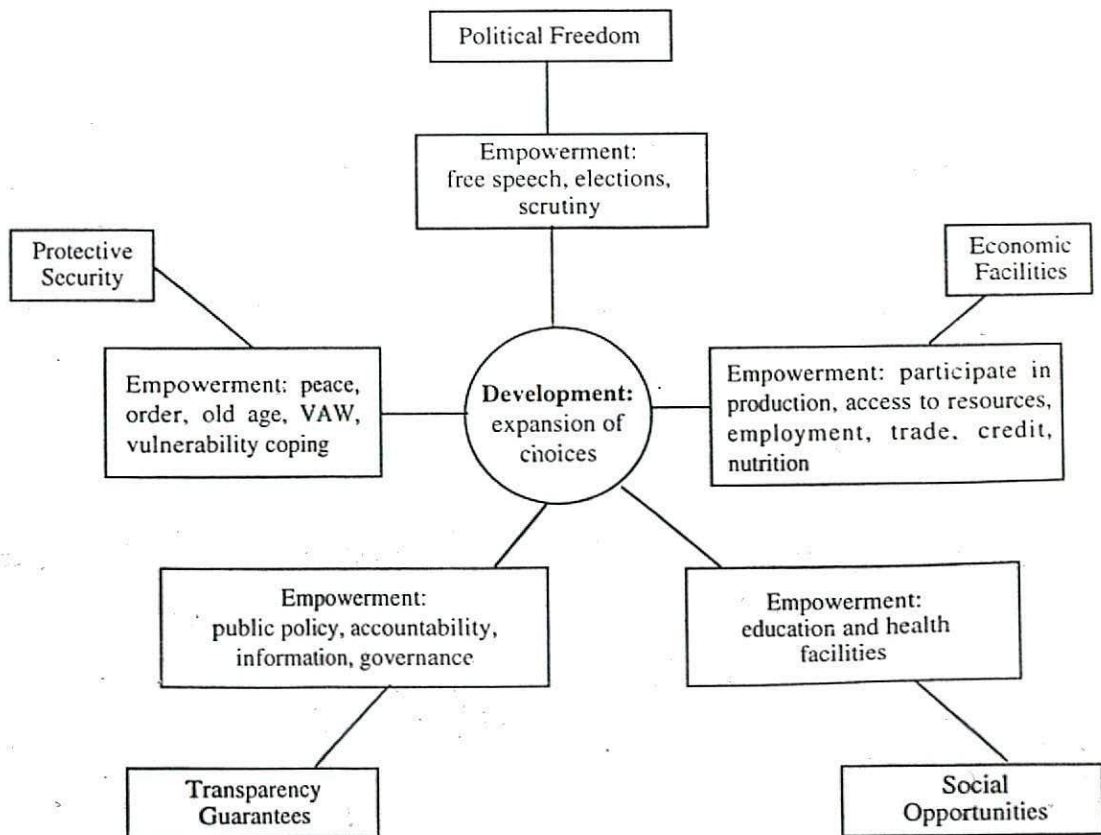 Political Freedom
Empowerment:
free speech, elections,
scrutiny
Protective
Security
Economic
Facilities
Empowerment: peace,
order, old age, VAW,
vulnerability coping
Development:
expansion of
choices
Empowerment: participate in
production, access to resources,
employment, trade, credit,
nutrition
Empowerment:
public policy, accountability,
information, governance
Empowerment:
education and health
facilities
Transparency
Guarantees
Social
Opportunities